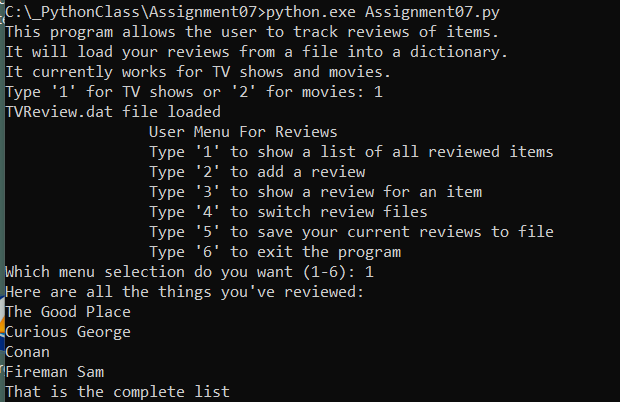 C:\_PythonClass\Assignment07>python.exe Assignment07.py
This program allows the user to track reviews of items.
It will load your reviews from a file into a dictionary.
It currently works for TV shows and movies.
Type '1' for TV shows or '2' for movies: 1
TVReview.dat file loaded
User Menu For Reviews
Type '1' to show a list of all reviewed items
Type '2' to add a review
Type '3' to show a review for an item
Type '4' to switch review files
Type '5' to save your current reviews to file
Type '6' to exit the program
Which menu selection do you want (1-6): 1
Here are all the things you've reviewed:
The Good Place
Curious George
Conan
Fireman Sam
That is the complete list